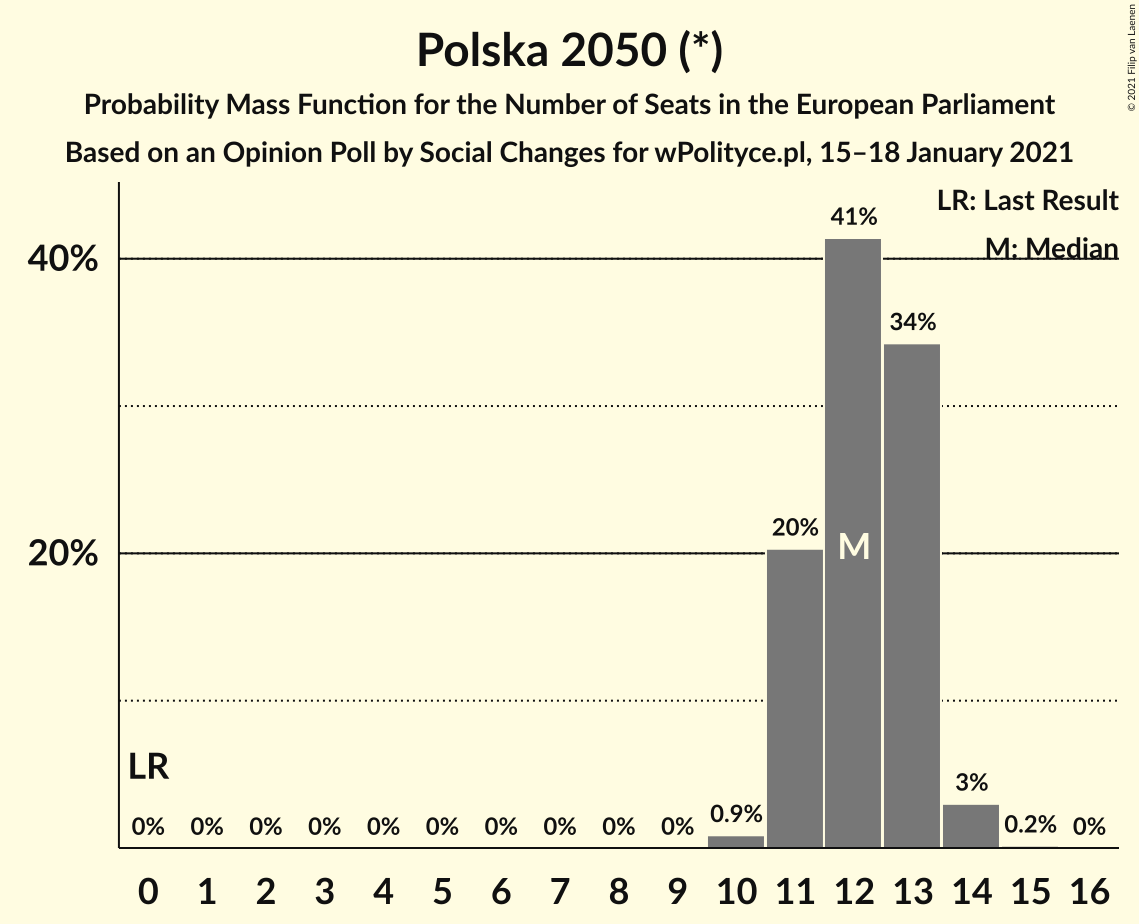 Polska 2050 (*)
Probability Mass Function for the Number of Seats in the European Parliament
Based on an Opinion Poll by Social Changes for wPolityce.pl, 15–18 January 2021
© 2021 Filip van Laenen
LR: Last Result
M: Median
40%
20%
41%
34%
20%
M
LR
0% 0% 0% 0% 0% 0% 0% 0% 0% 0% 0.9% 3% 0.2% 0%
0 1 2 3 4 5 6 7 8 9 10 11 12 13 14 15 16